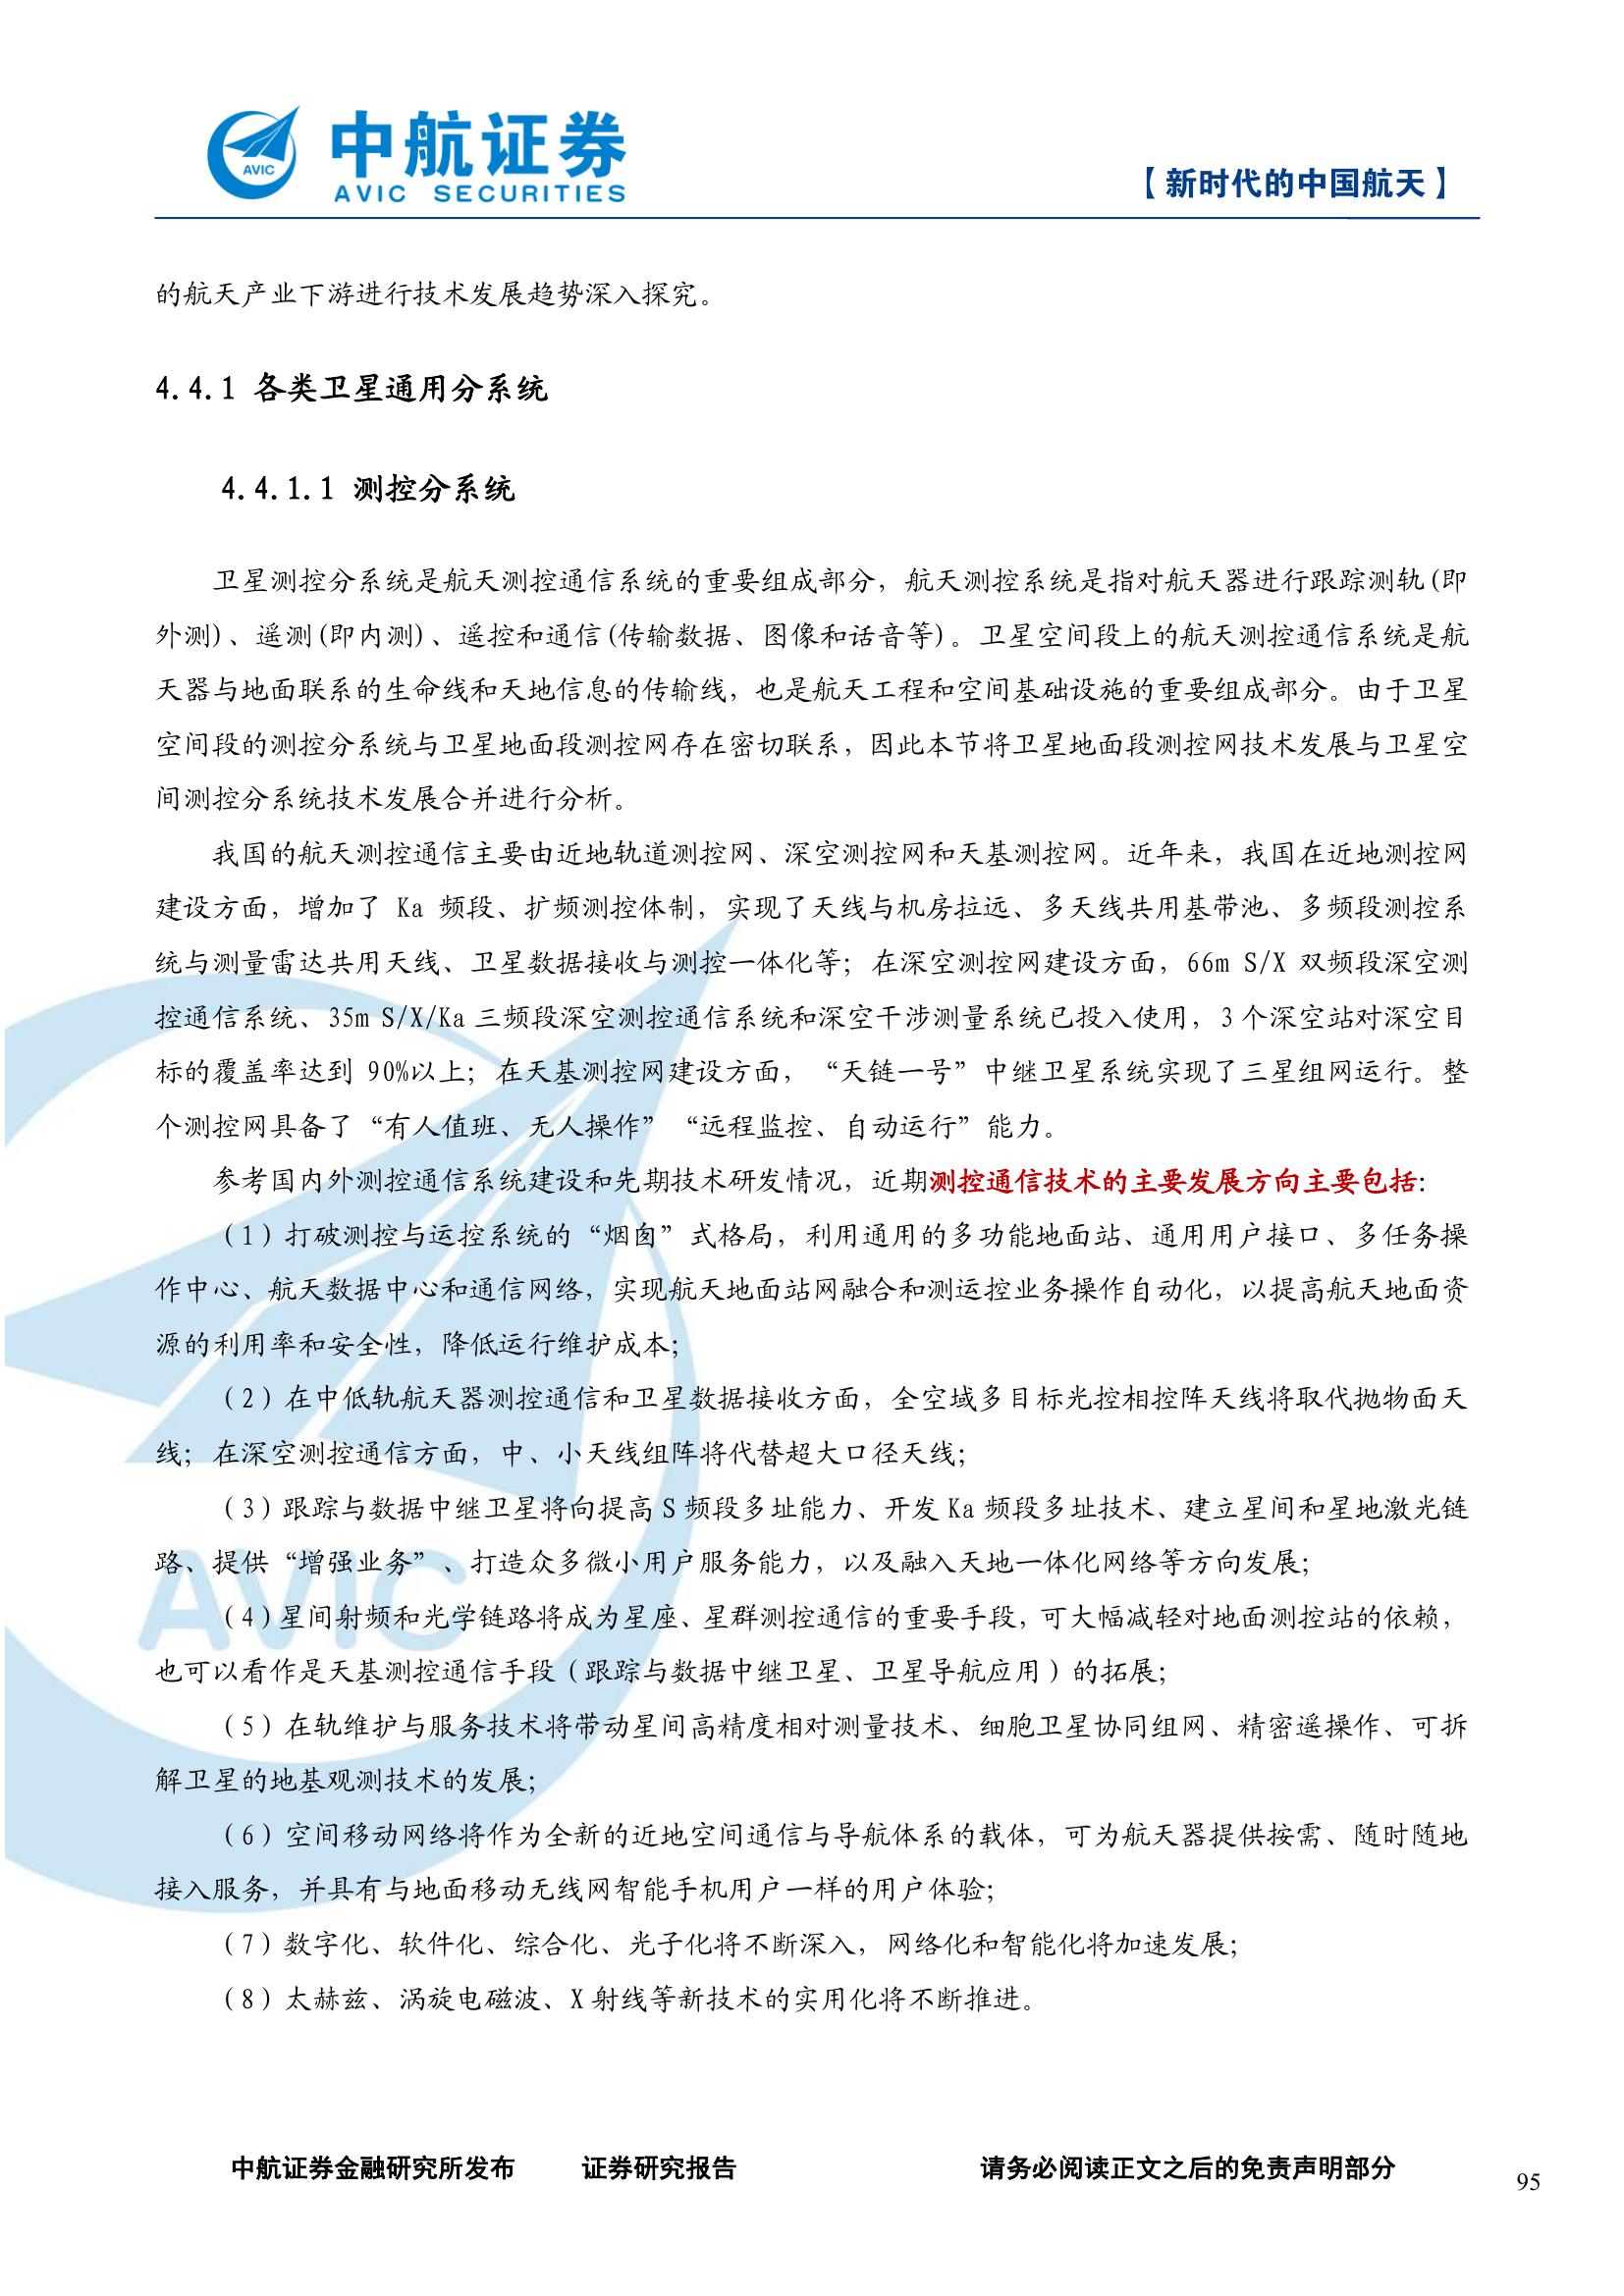 中航证券
AVIC SECURITIES
AVIC
【新时代的中国航天】
的航天产业下游进行技术发展趋势深入探究。
4.4.1 各类卫星通用分系统
4.4.1.1 测控分系统
卫星测控分系统是航天测控通信系统的重要组成部分，航天测控系统是指对航天器进行跟踪测轨(即
外测)、遥测(即内测)、遥控和通信(传输数据、图像和话音等)。卫星空间段上的航天测控通信系统是航
天器与地面联系的生命线和天地信息的传输线，也是航天工程和空间基础设施的重要组成部分。由于卫星
空间段的测控分系统与卫星地面段测控网存在密切联系，因此本节将卫星地面段测控网技术发展与卫星空
间测控分系统技术发展合并进行分析。
我国的航天测控通信主要由近地轨道测控网、深空测控网和天基测控网。近年来，我国在近地测控网
建设方面，增加了 Ka 频段、扩频测控体制，实现了天线与机房拉远、多天线共用基带池、多频段测控系
统与测量雷达共用天线、卫星数据接收与测控一体化等；在深空测控网建设方面，66m S/X 双频段深空测
控通信系统、35m S/X/Ka 三频段深空测控通信系统和深空干涉测量系统已投入使用，3 个深空站对深空目
标的覆盖率达到 90%以上；在天基测控网建设方面，“天链一号”中继卫星系统实现了三星组网运行。整
个测控网具备了“有人值班、无人操作”“远程监控、自动运行”能力。
参考国内外测控通信系统建设和先期技术研发情况，近期测控通信技术的主要发展方向主要包括：
（1）打破测控与运控系统的“烟囱”式格局，利用通用的多功能地面站、通用用户接口、多任务操
作中心、航天数据中心和通信网络，实现航天地面站网融合和测运控业务操作自动化，以提高航天地面资
源的利用率和安全性，降低运行维护成本；
（2）在中低轨航天器测控通信和卫星数据接收方面，全空域多目标光控相控阵天线将取代抛物面天
线；在深空测控通信方面，中、小天线组阵将代替超大口径天线；
（3）跟踪与数据中继卫星将向提高 S 频段多址能力、开发 Ka 频段多址技术、建立星间和星地激光链
路、提供“增强业务”、打造众多微小用户服务能力，以及融入天地一体化网络等方向发展；
（4）星间射频和光学链路将成为星座、星群测控通信的重要手段，可大幅减轻对地面测控站的依赖，
也可以看作是天基测控通信手段（跟踪与数据中继卫星、卫星导航应用）的拓展；
（5）在轨维护与服务技术将带动星间高精度相对测量技术、细胞卫星协同组网、精密遥操作、可拆
解卫星的地基观测技术的发展；
（6）空间移动网络将作为全新的近地空间通信与导航体系的载体，可为航天器提供按需、随时随地
接入服务，并具有与地面移动无线网智能手机用户一样的用户体验；
（7）数字化、软件化、综合化、光子化将不断深入，网络化和智能化将加速发展；
（8）太赫兹、涡旋电磁波、X 射线等新技术的实用化将不断推进。
AVIC
中航证券金融研究所发布 证券研究报告 请务必阅读正文之后的免责声明部分
95